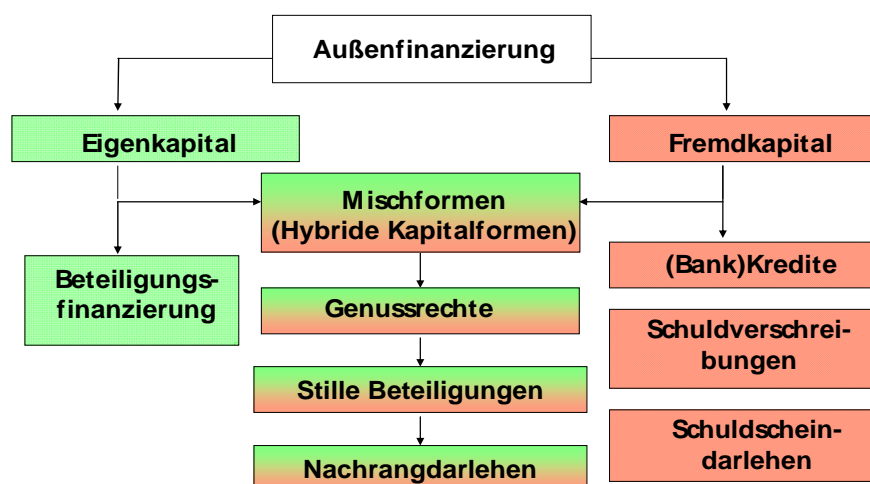 Außenfinanzierung
Eigenkapital
Fremdkapital
Mischformen
(Hybride Kapitalformen)
Beteiligungs-
finanzierung
(Bank)Kredite
Genussrechte
Schuldverschrei-
bungen
Stille Beteiligungen
Schuldschein-
darlehen
Nachrangdarlehen